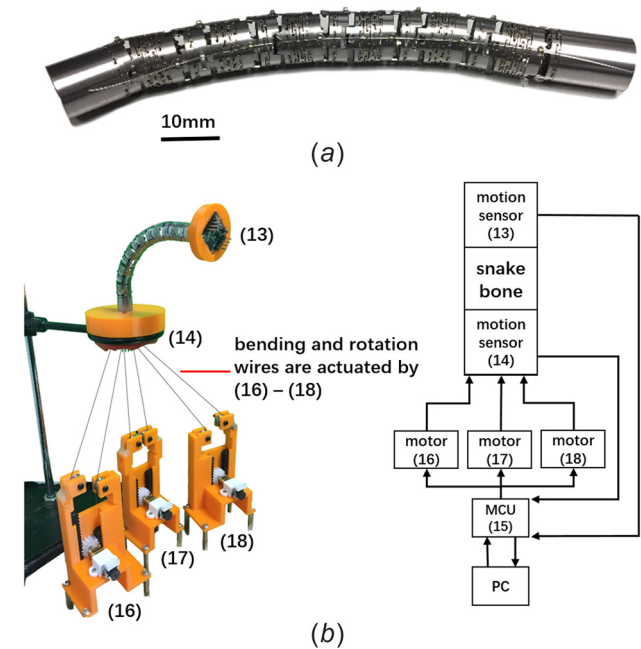 10mm
(a)
(13)
(14)
bending and rotation
wires are actuated by
(16) – (18)
(16)
(17)
(18)
motion
sensor
(13)
snake
bone
motion
sensor
(14)
motor
(16)
motor
(17)
motor
(18)
MCU
(15)
PC
(b)